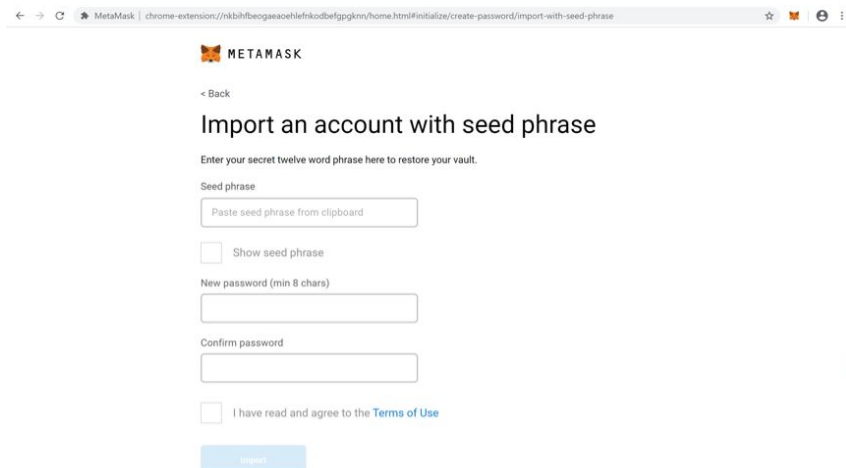 MetaMask | chrome-extension://nkbihfbeogaeaoehlefnkodbefgpgknn/home.html#initialize/create-password/import-with-seed-phrase
METAMASK
< Back
Import an account with seed phrase
Enter your secret twelve word phrase here to restore your vault.
Seed phrase
Paste seed phrase from clipboard
Show seed phrase
New password (min 8 chars)
Confirm password
I have read and agree to the Terms of Use
Import